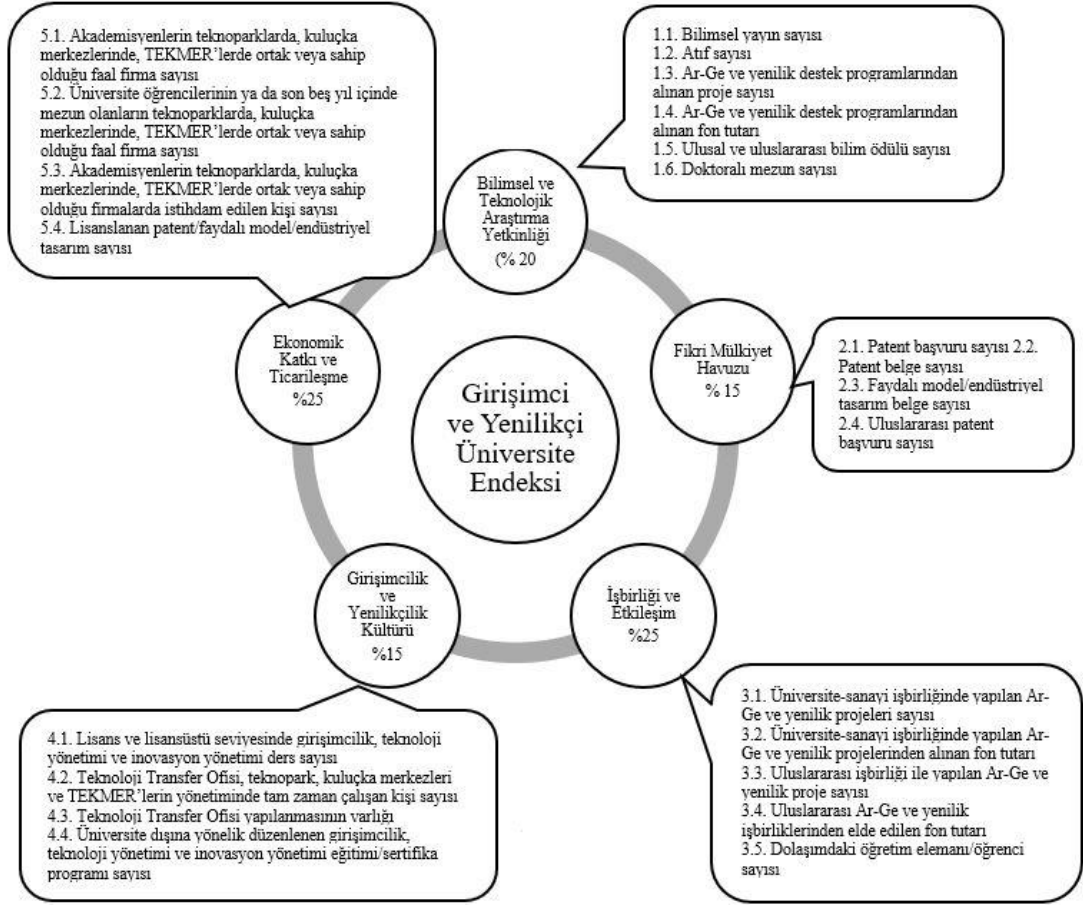 5.1. Akademisyenlerin teknoparklarda, kuluçka
merkezlerinde, TEKMER'lerde ortak veya sahip
olduğu faal firma sayısı
5.2. Üniversite öğrencilerinin ya da son beş yıl içinde
mezun olanların teknoparklarda, kuluçka
merkezlerinde, TEKMER'lerde ortak veya sahip
olduğu faal firma sayısı
5.3. Akademisyenlerin teknoparklarda, kuluçka
merkezlerinde, TEKMER'lerde ortak veya sahip
olduğu firmalarda istihdam edilen kişi sayısı
5.4. Lisanslanan patent/faydalı model/endüstriyel
tasarım sayısı
1.1. Bilimsel yayın sayısı
1.2. Atıf sayısı
1.3. Ar-Ge ve yenilik destek programlarından
alınan proje sayısı
1.4. Ar-Ge ve yenilik destek programlarından
alınan fon tutarı
1.5. Ulusal ve uluslararası bilim ödülü sayısı
1.6. Doktoralı mezun sayısı
Bilimsel ve
Teknolojik
Araştırma
Yetkinliği
(% 20
Ekonomik
Katkı ve
Ticarileşme
%25
Girişimci
ve Yenilikçi
Üniversite
Endeksi
Fikri Mülkiyet
Havuzu
% 15
2.1. Patent başvuru sayısı 2.2.
Patent belge sayısı
2.3. Faydalı model/endüstriyel
tasarım belge sayısı
2.4. Uluslararası patent
başvuru sayısı
Girişimcilik
ve
Yenilikçilik
Kültürü
%15
İşbirliği ve
Etkileşim
%25
4.1. Lisans ve lisansüstü seviyesinde girişimcilik, teknoloji
yönetimi ve inovasyon yönetimi ders sayısı
4.2. Teknoloji Transfer Ofisi, teknopark, kuluçka merkezleri
ve TEKMER'lerin yönetiminde tam zaman çalışan kişi sayısı
4.3. Teknoloji Transfer Ofisi yapılanmasının varlığı
4.4. Üniversite dışına yönelik düzenlenen girişimcilik,
teknoloji yönetimi ve inovasyon yönetimi eğitimi/sertifika
programı sayısı
3.1. Üniversite-sanayi işbirliğinde yapılan Ar-
Ge ve yenilik projeleri sayısı
3.2. Üniversite-sanayi işbirliğinde yapılan Ar-
Ge ve yenilik projelerinden alınan fon tutarı
3.3. Uluslararası işbirliği ile yapılan Ar-Ge ve
yenilik proje sayısı
3.4. Uluslararası Ar-Ge ve yenilik
işbirliklerinden elde edilen fon tutarı
3.5. Dolaşımdaki öğretim elemanı/öğrenci
sayısı